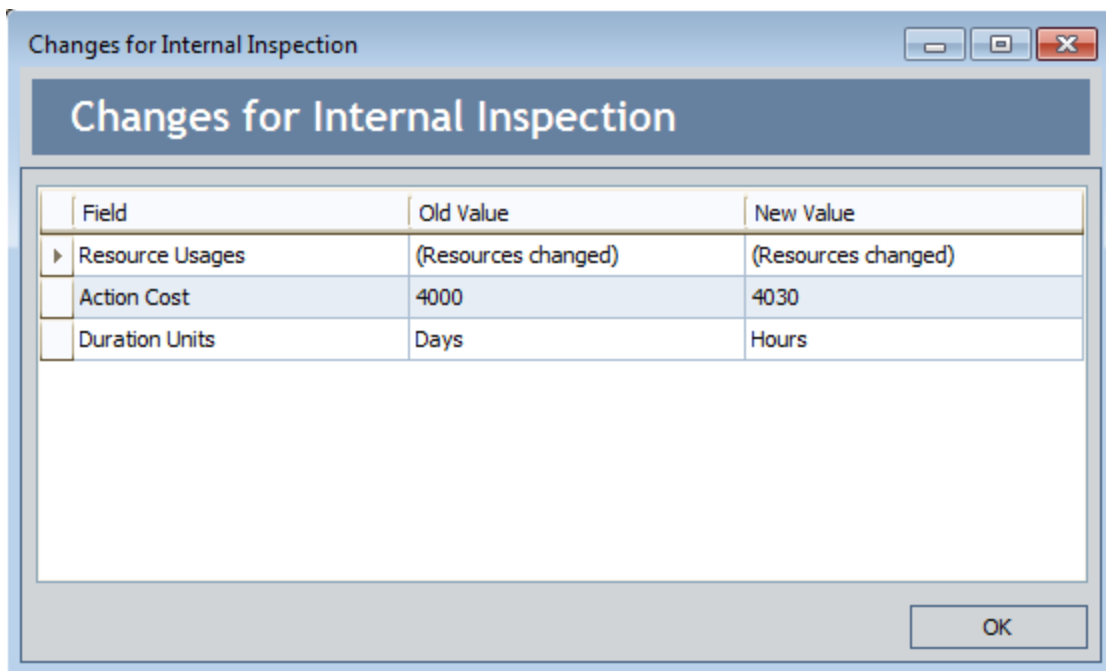 Changes for Internal Inspection
Changes for Internal Inspection
Field Old Value New Value
Resource Usages (Resources changed) (Resources changed)
Action Cost 4000 4030
Duration Units Days Hours
OK